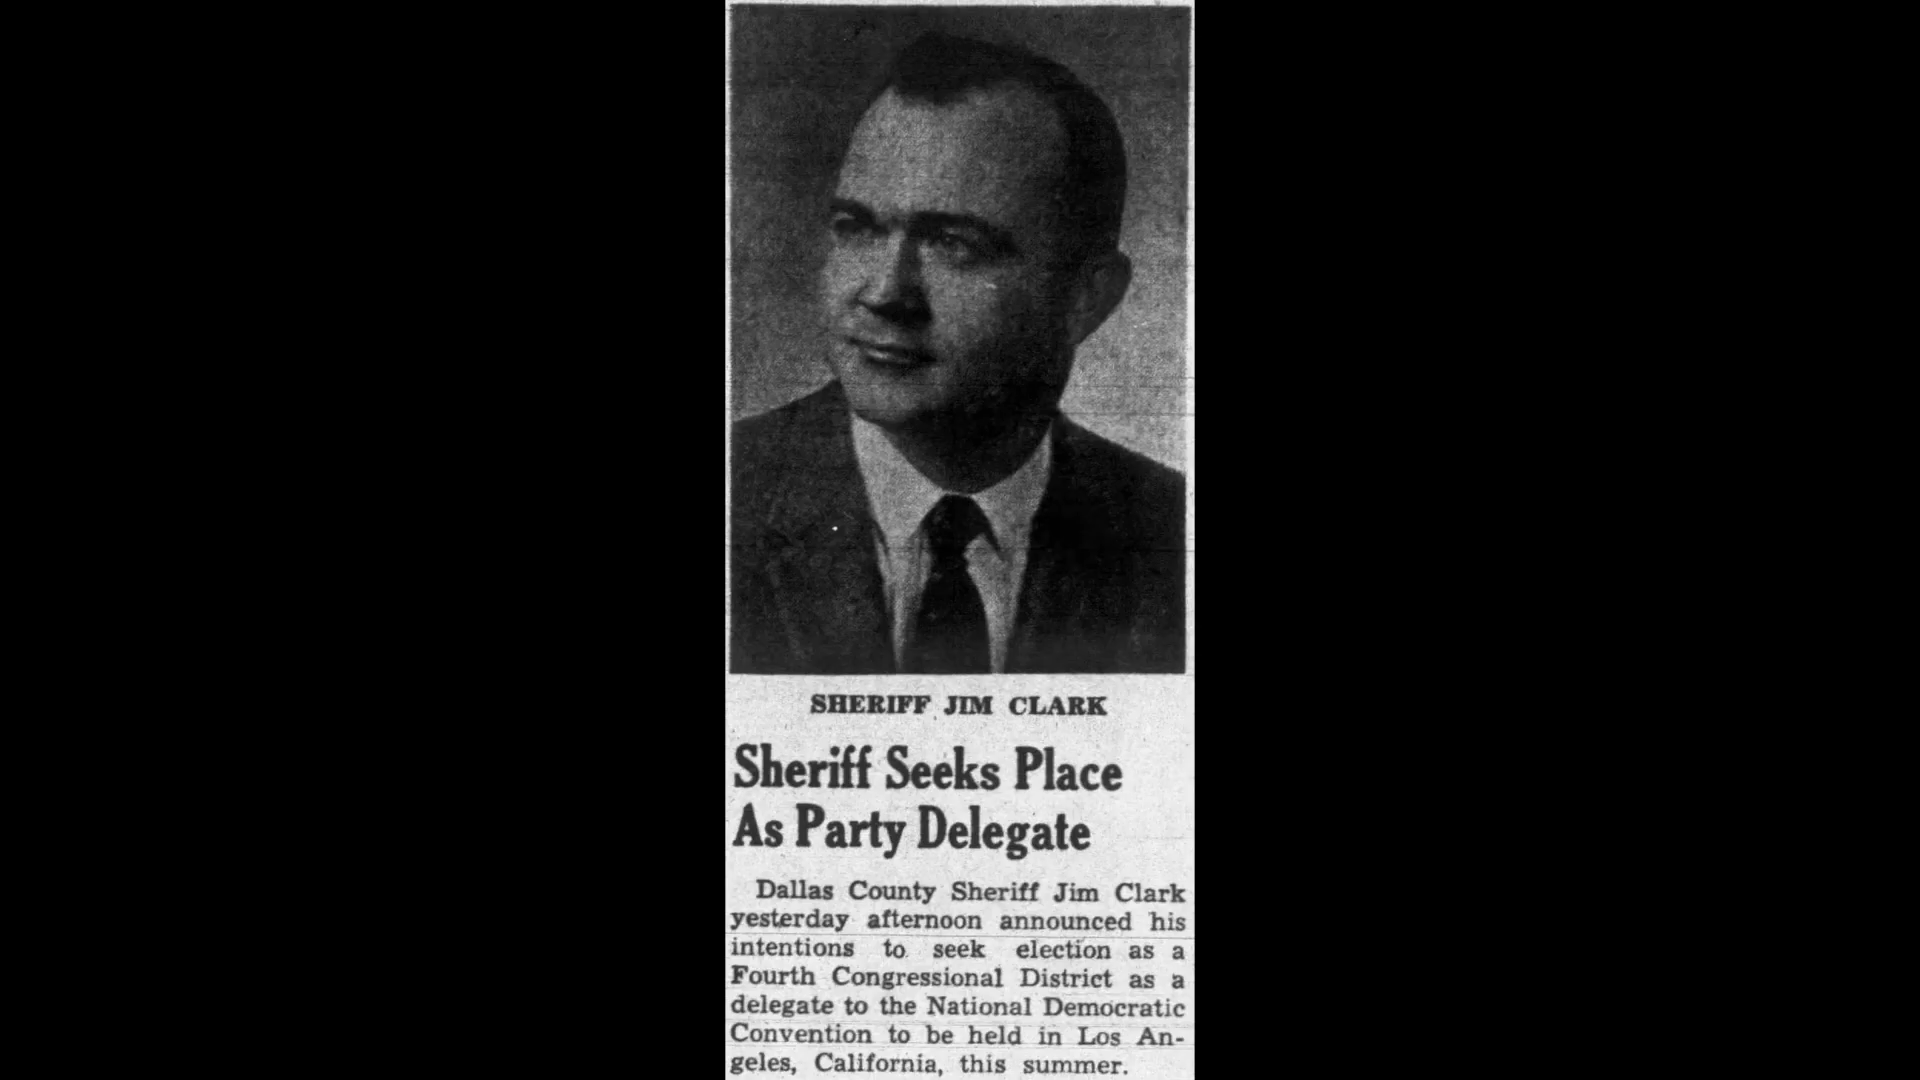 SHERIFF JIM CLARK
Sheriff Seeks Place
As Party Delegate
Dallas County Sheriff Jim Clark
yesterday afternoon announced his
intentions to seek election as a
Fourth Congressional District as a
delegate to the National Democratic
Convention to be held in Los An-
geles, California, this summer.